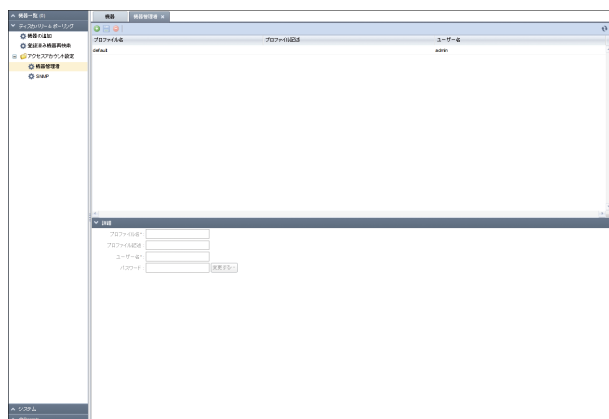 機器一覧 (6)
ディスカバリー & ポーリング
機器の追加
登録済み機器再検索
アクセスアカウント設定
機器管理者
SNMP
機器
機器管理者
プロファイル名 プロファイル記述 ユーザー名
default admin
詳細
プロファイル名*:
プロファイル記述:
ユーザー名*:
パスワード: 変更する...
システム